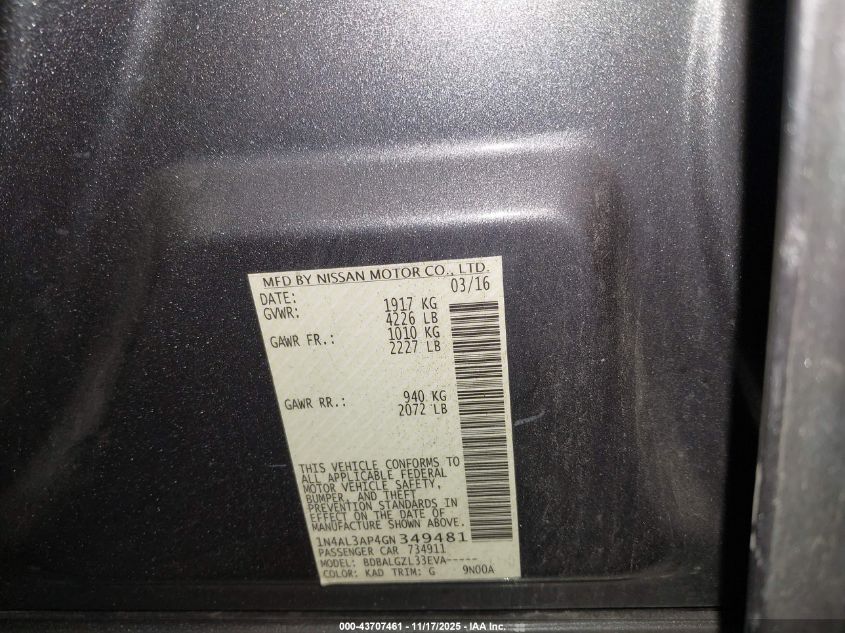 MFD BY NISSAN MOTOR CO., LTD.
DATE: 03/16
GVWR: 1917 KG
4226 LB
GAWR FR.: 1010 KG
2227 LB
GAWR RR.: 940 KG
2072 LB
THIS VEHICLE CONFORMS TO
ALL APPLICABLE FEDERAL
MOTOR VEHICLE SAFETY,
BUMPER, AND THEFT
PREVENTION STANDARDS IN
EFFECT ON THE DATE OF
MANUFACTURE SHOWN ABOVE.
1N4AL3AP4GN349481
PASSENGER CAR 734911
MODEL: BDBALGZL33EVA-----
COLOR: KAD TRIM: G 9N00A
000-43707461 - 11/17/2025 - IAA Inc.